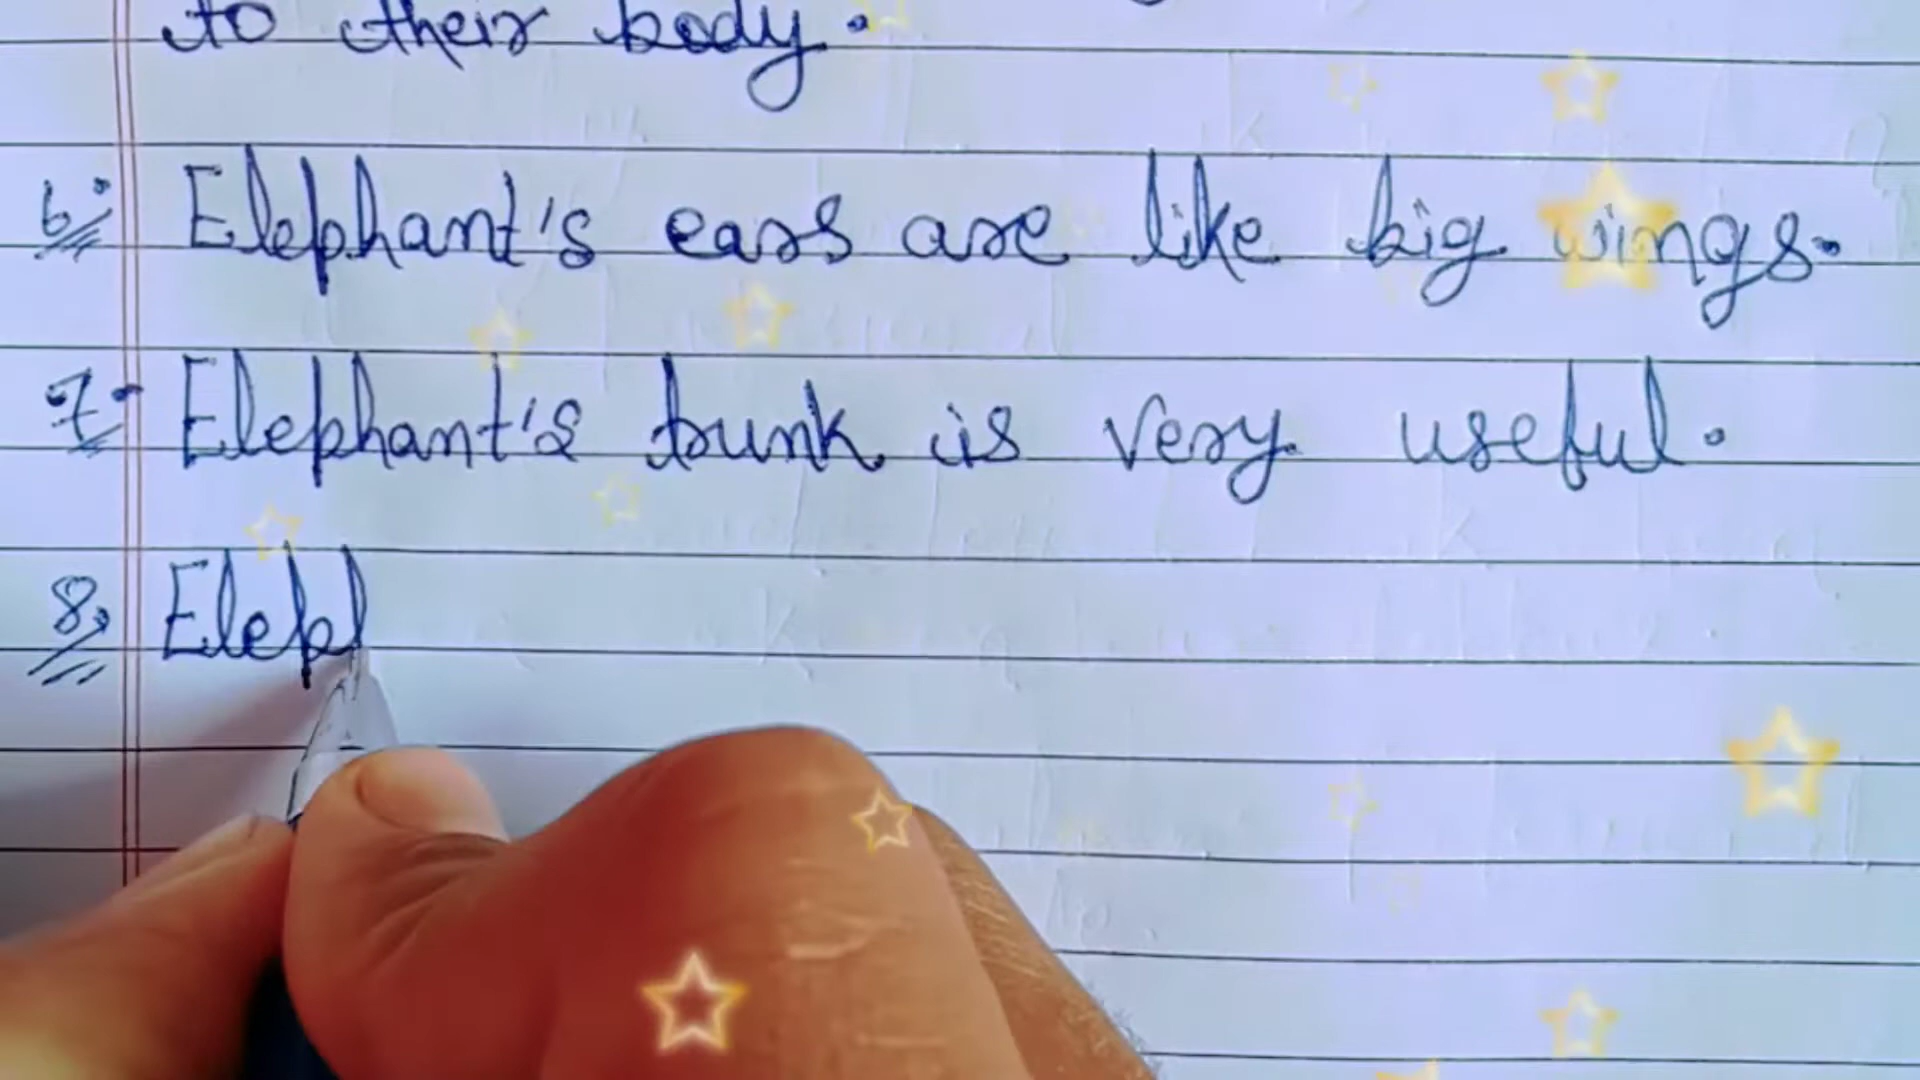 to their body.
6. Elephant's ears are like big wings.
7. Elephant's trunk is very useful.
8. Eleph